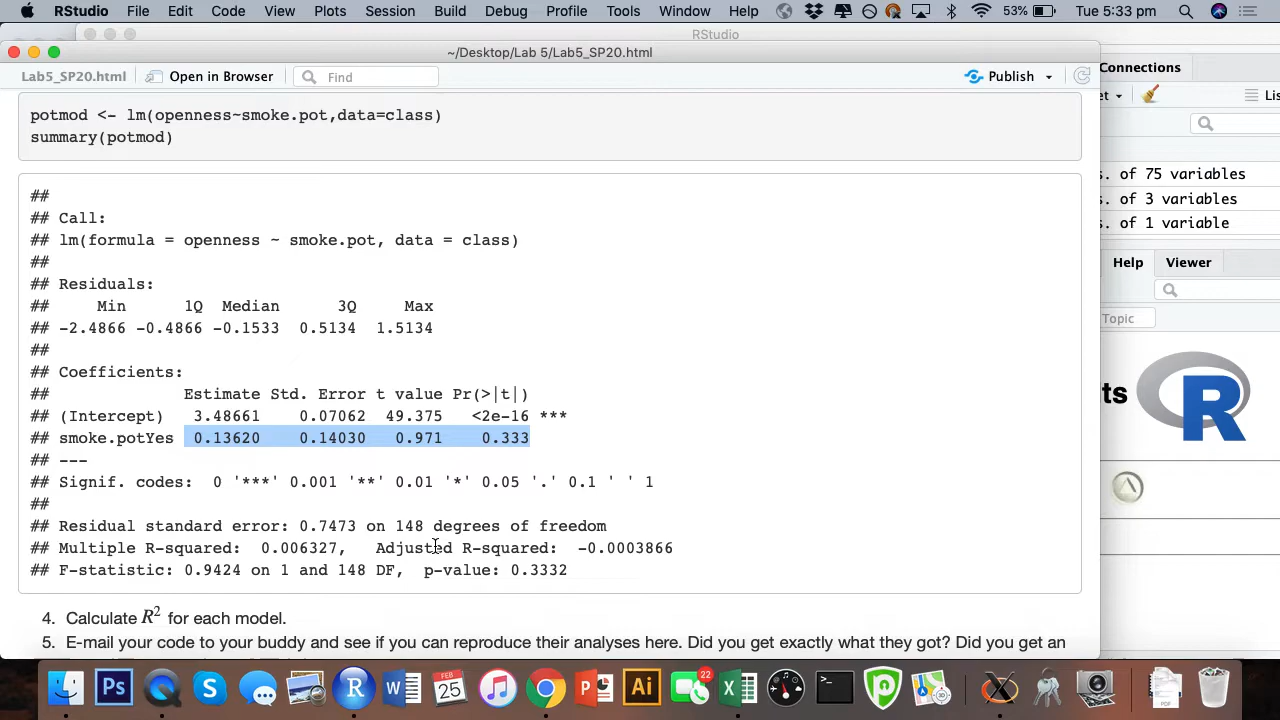 RStudio File Edit Code View Plots Session Build Debug Profile Tools Window Help 53% Tue 5:33 pm
RStudio
~/Desktop/Lab 5/Lab5_SP20.html
Lab5_SP20.html Open in Browser Find Publish
Connections
et Lis
potmod <- lm(openness~smoke.pot,data=class)
summary(potmod)
s. of 75 variables
s. of 3 variables
s. of 1 variable
Help Viewer
Topic
ts R
##
## Call:
## lm(formula = openness ~ smoke.pot, data = class)
##
## Residuals:
## Min 1Q Median 3Q Max
## -2.4866 -0.4866 -0.1533 0.5134 1.5134
##
## Coefficients:
## Estimate Std. Error t value Pr(>|t|)
## (Intercept) 3.48661 0.07062 49.375 <2e-16 ***
## smoke.potYes 0.13620 0.14030 0.971 0.333
## ---
## Signif. codes: 0 '***' 0.001 '**' 0.01 '*' 0.05 '.' 0.1 ' ' 1
##
## Residual standard error: 0.7473 on 148 degrees of freedom
## Multiple R-squared: 0.006327, Adjusted R-squared: -0.0003866
## F-statistic: 0.9424 on 1 and 148 DF, p-value: 0.3332
4. Calculate R² for each model.
5. E-mail your code to your buddy and see if you can reproduce their analyses here. Did you get exactly what they got? Did you get an
Ps S R W FEB 25 P Ai 22 X PDF